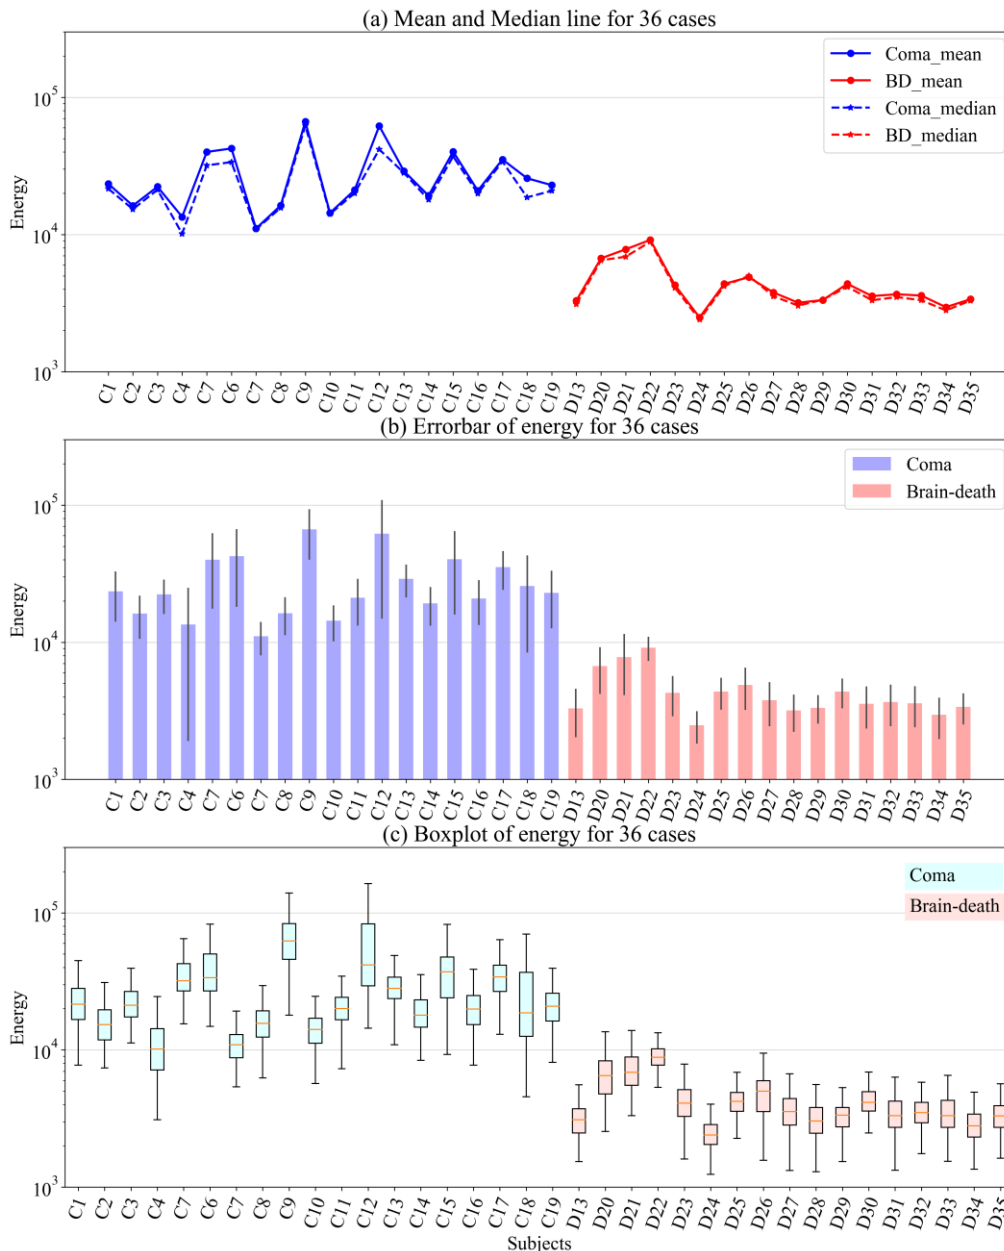 (a) Mean and Median line for 36 cases
Coma_mean
BD_mean
Coma_median
BD_median
Energy
10^5
10^4
10^3
C1 C2 C3 C4 C7 C6 C7 C8 C9 C10 C11 C12 C13 C14 C15 C16 C17 C18 C19 D13 D20 D21 D22 D23 D24 D25 D26 D27 D28 D29 D30 D31 D32 D33 D34 D35
(b) Errorbar of energy for 36 cases
Coma
Brain-death
Energy
10^5
10^4
10^3
C1 C2 C3 C4 C7 C6 C7 C8 C9 C10 C11 C12 C13 C14 C15 C16 C17 C18 C19 D13 D20 D21 D22 D23 D24 D25 D26 D27 D28 D29 D30 D31 D32 D33 D34 D35
(c) Boxplot of energy for 36 cases
Coma
Brain-death
Energy
10^5
10^4
10^3
C1 C2 C3 C4 C7 C6 C7 C8 C9 C10 C11 C12 C13 C14 C15 C16 C17 C18 C19 D13 D20 D21 D22 D23 D24 D25 D26 D27 D28 D29 D30 D31 D32 D33 D34 D35
Subjects